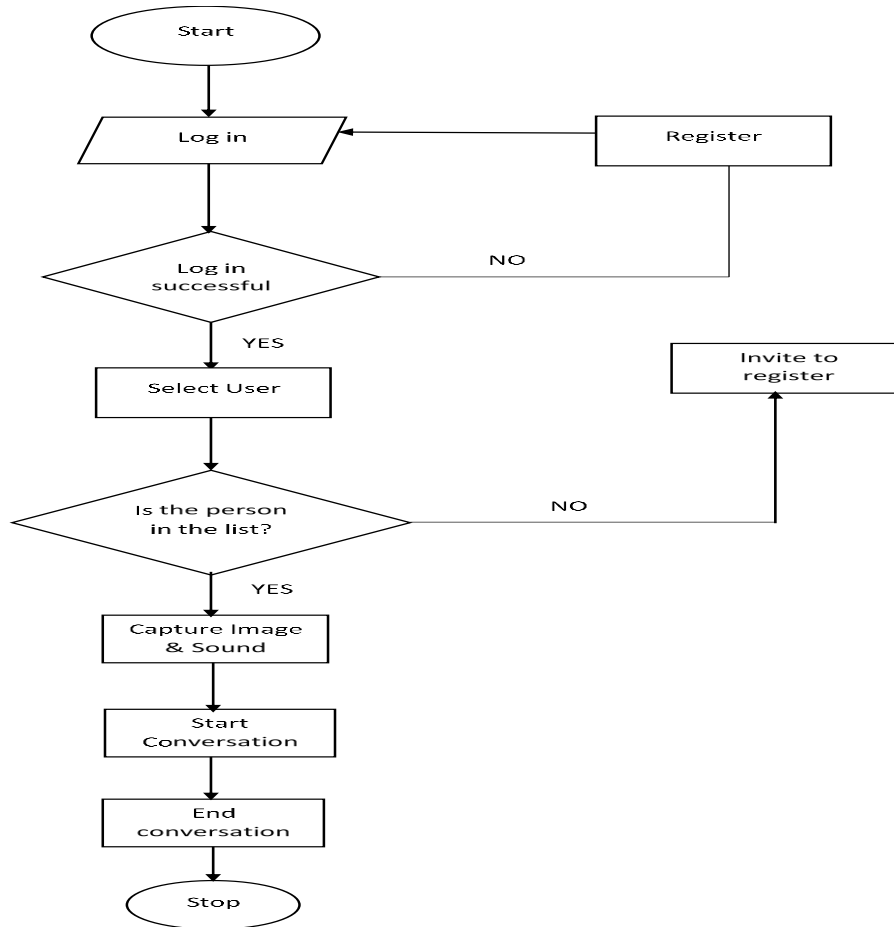 Start
Log in
Register
Log in
successful
NO
YES
Invite to
register
Select User
Is the person
in the list?
NO
YES
Capture Image
& Sound
Start
Conversation
End
conversation
Stop